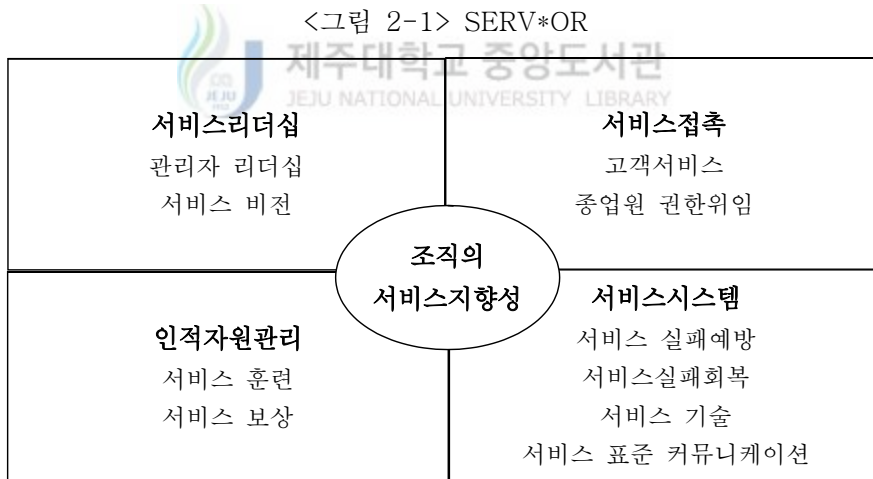 <그림 2-1> SERV*OR
제주대학교 중앙도서관
JEJU NATIONAL UNIVERSITY LIBRARY
JEJU
1952
서비스리더십
관리자 리더십
서비스 비전
서비스접촉
고객서비스
종업원 권한위임
조직의
서비스지향성
인적자원관리
서비스 훈련
서비스 보상
서비스시스템
서비스 실패예방
서비스실패회복
서비스 기술
서비스 표준 커뮤니케이션